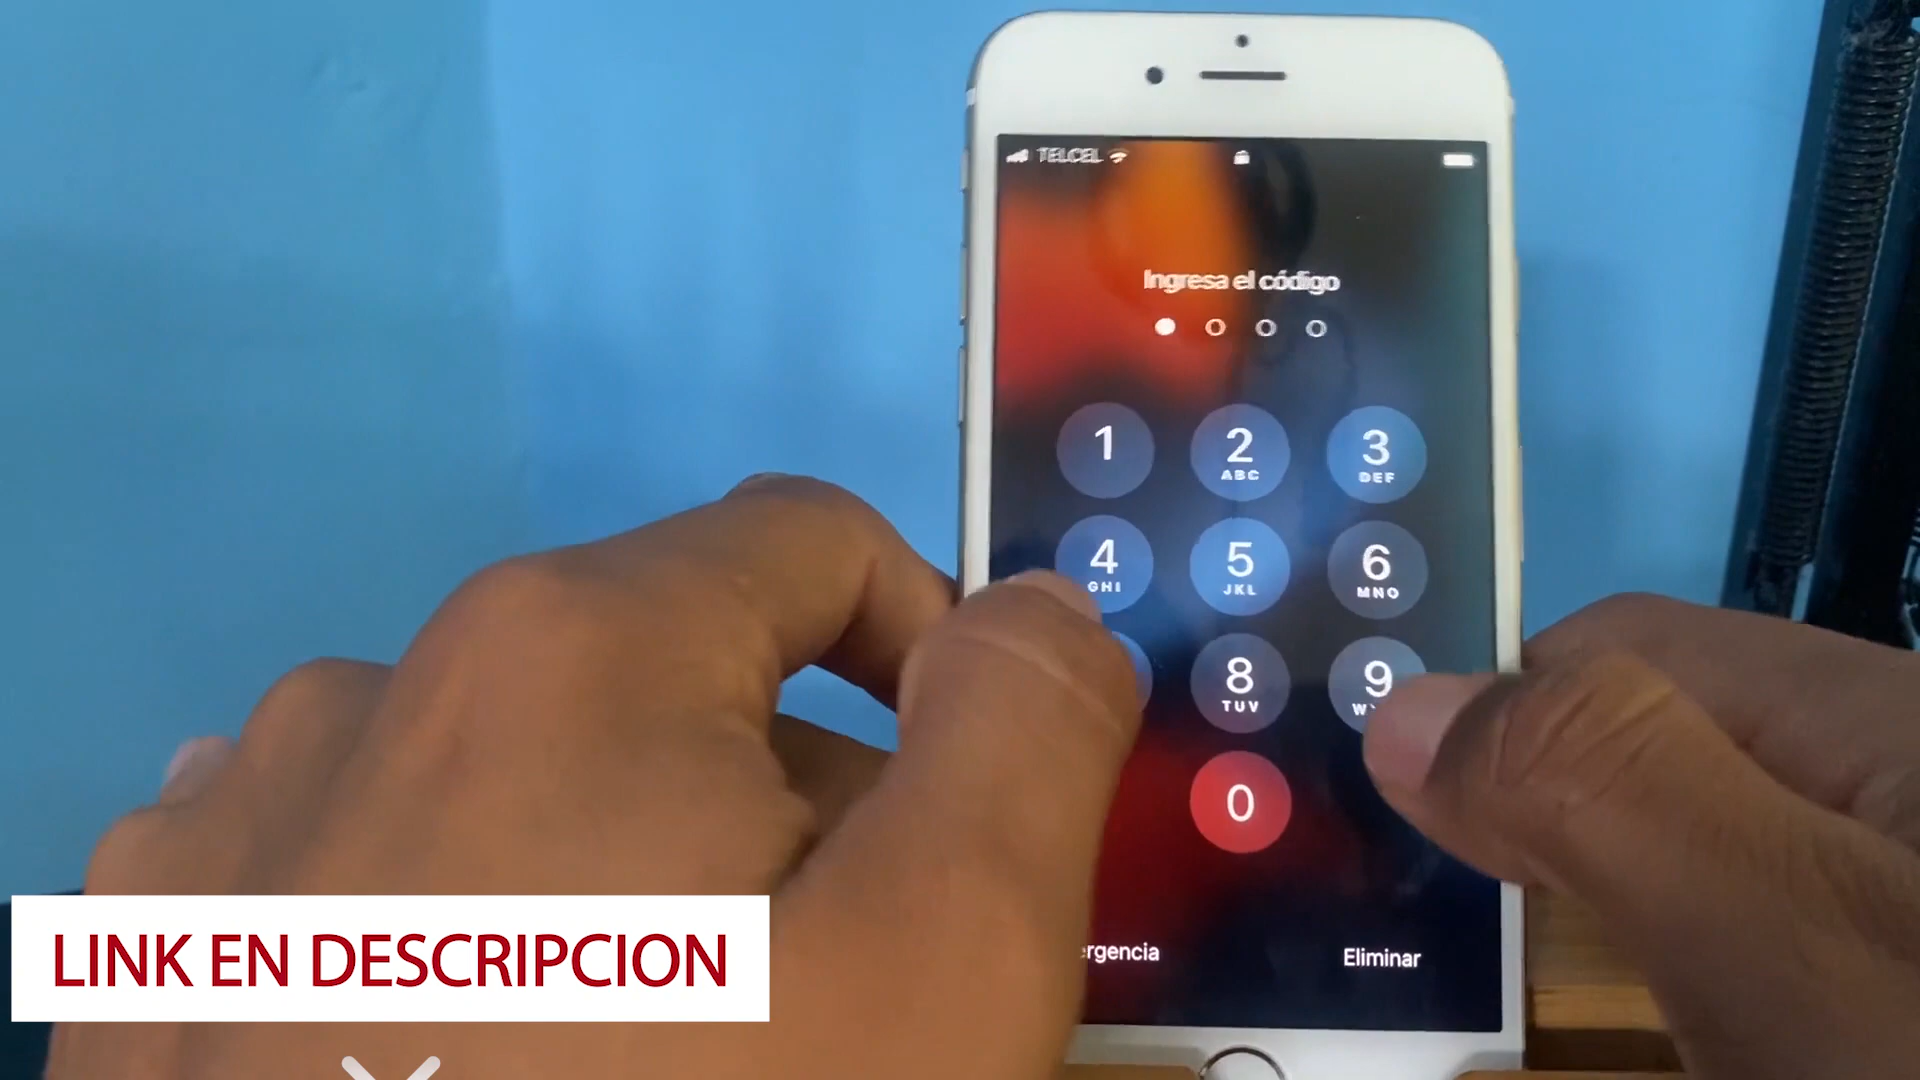 TELCEL
Ingresa el código
1
2
ABC
3
DEF
4
GHI
5
JKL
6
MNO
8
TUV
9
0
Eliminar
LINK EN DESCRIPCION